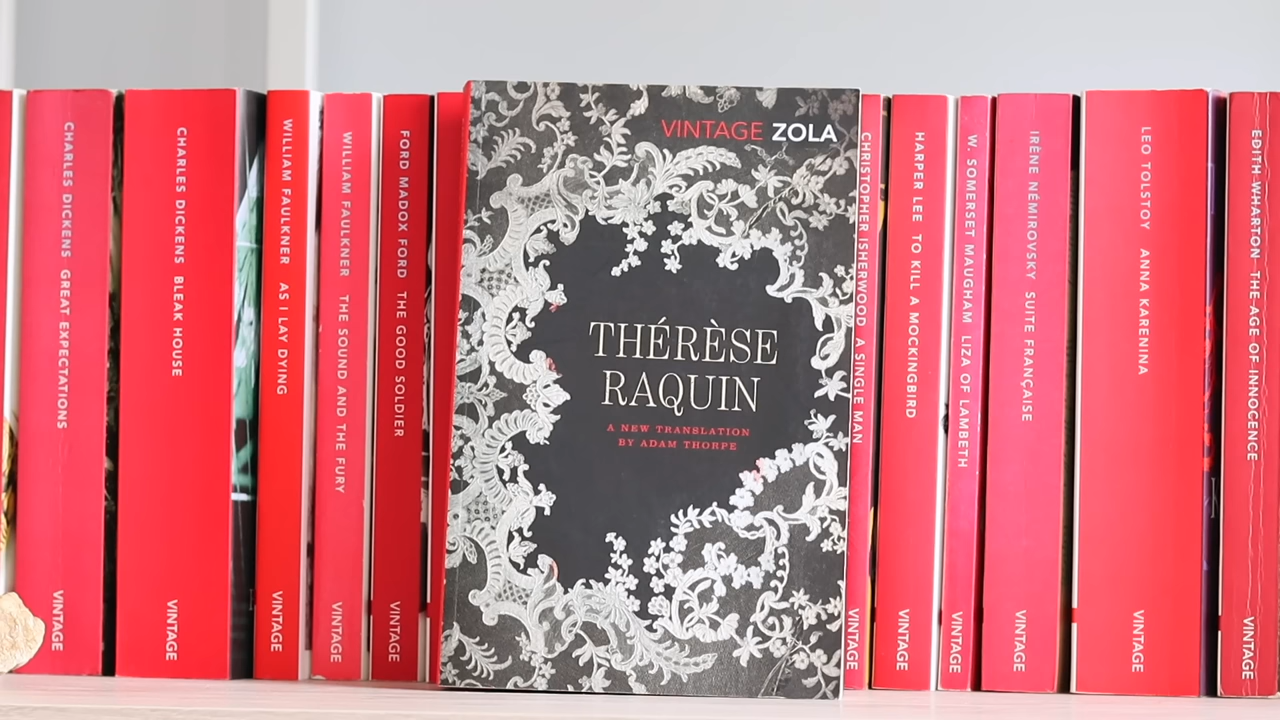 CHARLES DICKENS GREAT EXPECTATIONS
VINTAGE
CHARLES DICKENS BLEAK HOUSE
VINTAGE
WILLIAM FAULKNER AS I LAY DYING
VINTAGE
WILLIAM FAULKNER THE SOUND AND THE FURY
VINTAGE
FORD MADOX FORD THE GOOD SOLDIER
VINTAGE
VINTAGE ZOLA
THÉRÈSE
RAQUIN
A NEW TRANSLATION
BY ADAM THORPE
CHRISTOPHER ISHERWOOD A SINGLE MAN
VINTAGE
HARPER LEE TO KILL A MOCKINGBIRD
VINTAGE
W. SOMERSET MAUGHAM LIZA OF LAMBETH
VINTAGE
IRÈNE NÉMIROVSKY SUITE FRANÇAISE
VINTAGE
LEO TOLSTOY ANNA KARENINA
VINTAGE
EDITH WHARTON THE AGE OF INNOCENCE
VINTAGE